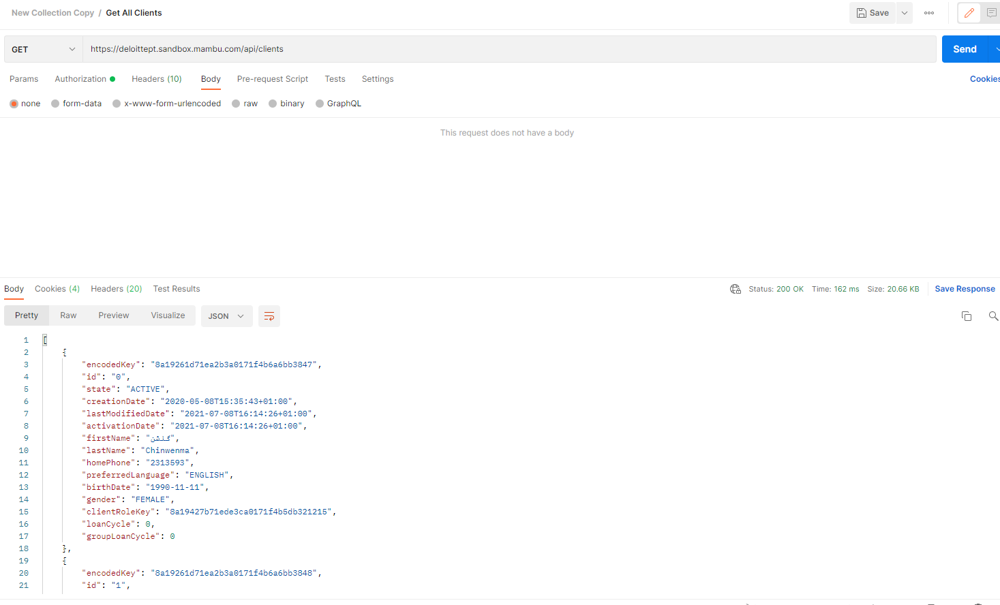 New Collection Copy / Get All Clients
Save
GET https://deloittept.sandbox.mambu.com/api/clients Send
Params Authorization Headers (10) Body Pre-request Script Tests Settings Cookies
none form-data x-www-form-urlencoded raw binary GraphQL
This request does not have a body
Body Cookies (4) Headers (20) Test Results Status: 200 OK Time: 162 ms Size: 20.66 KB Save Response
Pretty Raw Preview Visualize JSON
1 [
2 {
3 "encodedKey": "8a19261d71ea2b3a0171f4b6a6bb3847",
4 "id": "0",
5 "state": "ACTIVE",
6 "creationDate": "2020-05-08T15:35:43+01:00",
7 "lastModifiedDate": "2021-07-08T16:14:26+01:00",
8 "activationDate": "2021-07-08T16:14:26+01:00",
9 "firstName": "گلشن",
10 "lastName": "Chinwenma",
11 "homePhone": "2313593",
12 "preferredLanguage": "ENGLISH",
13 "birthDate": "1990-11-11",
14 "gender": "FEMALE",
15 "clientRoleKey": "8a19427b71ede3ca0171f4b5db321215",
16 "loanCycle": 0,
17 "groupLoanCycle": 0
18 },
19 {
20 "encodedKey": "8a19261d71ea2b3a0171f4b6a6bb3848",
21 "id": "1",